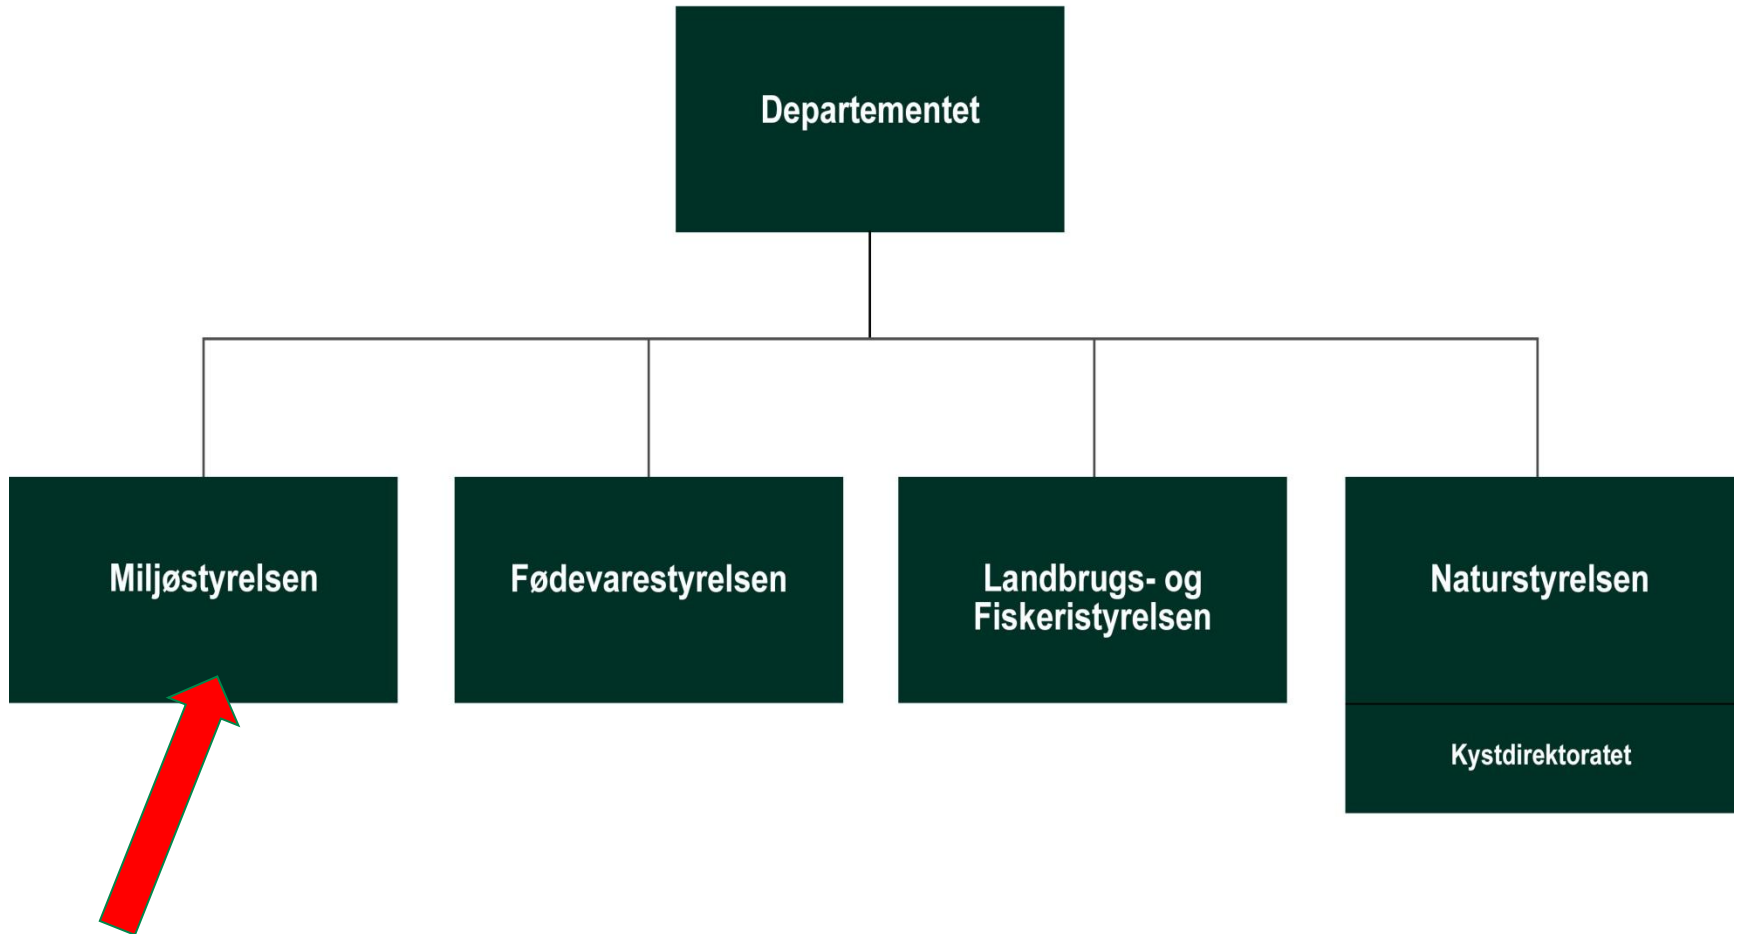 Departementet
Miljøstyrelsen
Fødevarestyrelsen
Landbrugs- og
Fiskeristyrelsen
Naturstyrelsen
Kystdirektoratet